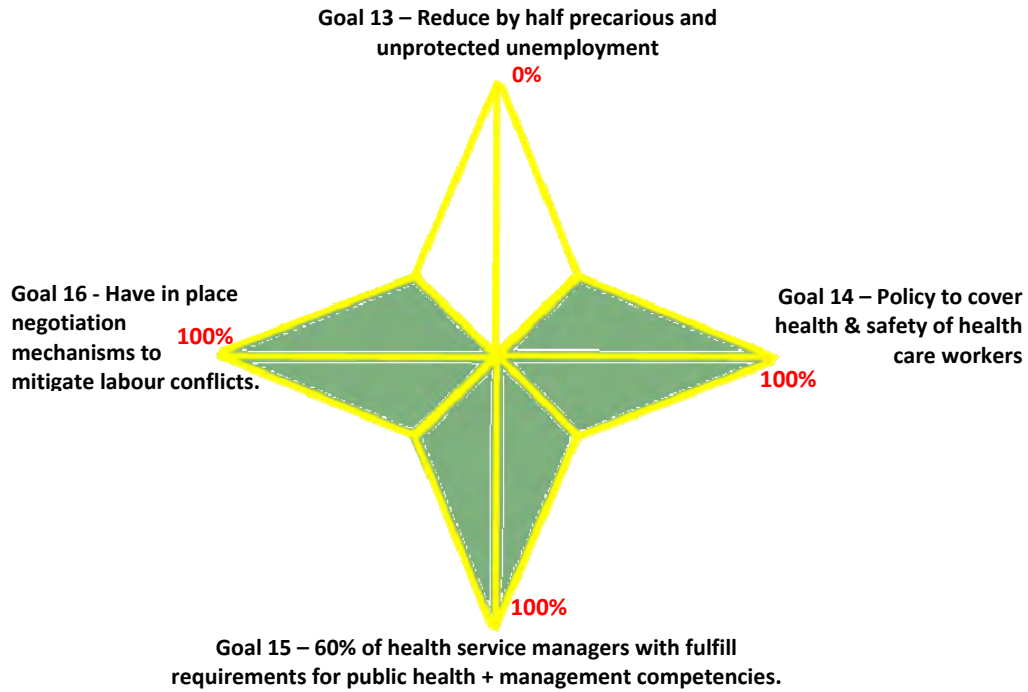 Goal 13 – Reduce by half precarious and
unprotected unemployment
0%
Goal 16 - Have in place
negotiation
100%
mechanisms to
mitigate labour conflicts.
Goal 14 – Policy to cover
health & safety of health
care workers
100%
100%
Goal 15 – 60% of health service managers with fulfill
requirements for public health + management competencies.